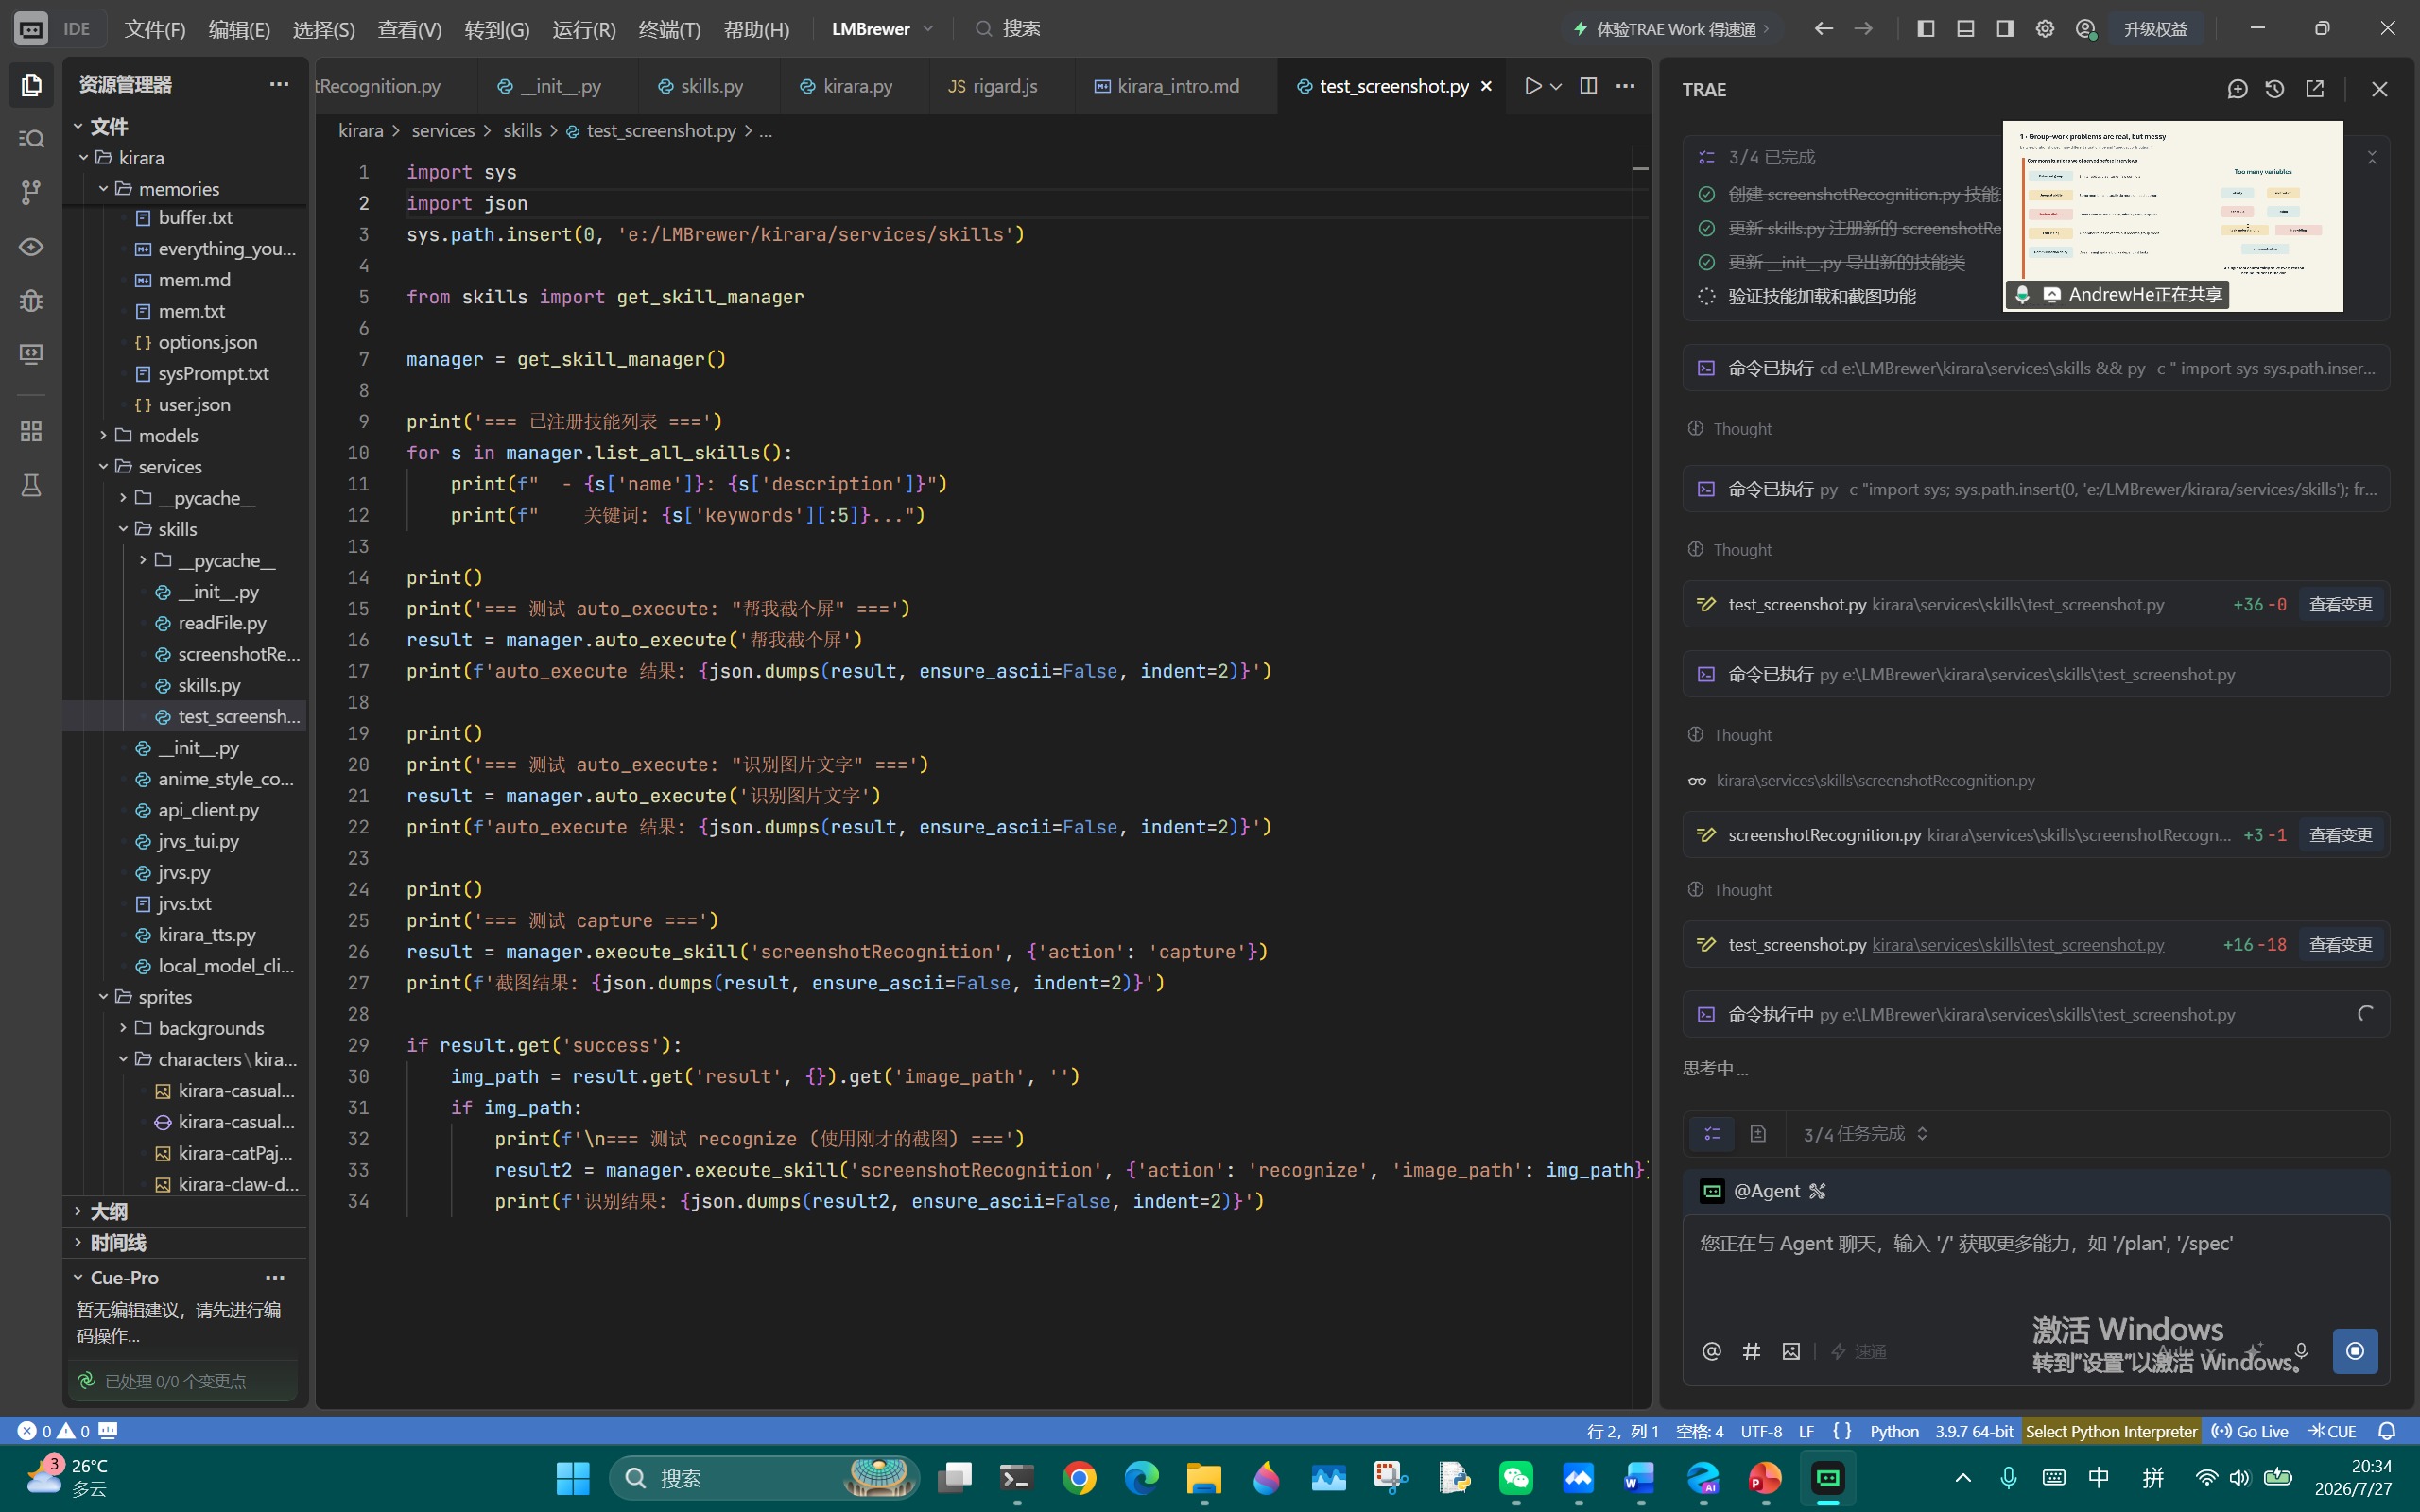 IDE 文件(F) 编辑(E) 选择(S) 查看(V) 转到(G) 运行(R) 终端(T) 帮助(H) LMBrewer 搜索 体验TRAE Work 得速通 升级权益
资源管理器
文件
kirara
memories
buffer.txt
everything_you...
mem.md
mem.txt
options.json
sysPrompt.txt
user.json
models
services
__pycache__
skills
__pycache__
__init__.py
readFile.py
screenshotRe...
skills.py
test_screensh...
__init__.py
anime_style_co...
api_client.py
jrvs_tui.py
jrvs.py
jrvs.txt
kirara_tts.py
local_model_cli...
sprites
backgrounds
characters\kira...
kirara-casual...
kirara-casual...
kirara-catPaj...
kirara-claw-d...
大纲
时间线
Cue-Pro
暂无编辑建议，请先进行编
码操作...
已处理 0/0 个变更点
tRecognition.py __init__.py skills.py kirara.py JS rigard.js kirara_intro.md test_screenshot.py
kirara > services > skills > test_screenshot.py > ...
1 import sys
2 import json
3 sys.path.insert(0, 'e:/LMBrewer/kirara/services/skills')
4
5 from skills import get_skill_manager
6
7 manager = get_skill_manager()
8
9 print('=== 已注册技能列表 ===')
10 for s in manager.list_all_skills():
11 print(f"  - {s['name']}: {s['description']}")
12 print(f"    关键词: {s['keywords'][:5]}...")
13
14 print()
15 print('=== 测试 auto_execute: "帮我截个屏" ===')
16 result = manager.auto_execute('帮我截个屏')
17 print(f'auto_execute 结果: {json.dumps(result, ensure_ascii=False, indent=2)}')
18
19 print()
20 print('=== 测试 auto_execute: "识别图片文字" ===')
21 result = manager.auto_execute('识别图片文字')
22 print(f'auto_execute 结果: {json.dumps(result, ensure_ascii=False, indent=2)}')
23
24 print()
25 print('=== 测试 capture ===')
26 result = manager.execute_skill('screenshotRecognition', {'action': 'capture'})
27 print(f'截图结果: {json.dumps(result, ensure_ascii=False, indent=2)}')
28
29 if result.get('success'):
30 img_path = result.get('result', {}).get('image_path', '')
31 if img_path:
32 print(f'\n=== 测试 recognize (使用刚才的截图) ===')
33 result2 = manager.execute_skill('screenshotRecognition', {'action': 'recognize', 'image_path': img_path}
34 print(f'识别结果: {json.dumps(result2, ensure_ascii=False, indent=2)}')
TRAE
3/4 已完成
创建 screenshotRecognition.py 技能
更新 skills.py 注册新的 screenshotRe
更新 __init__.py 导出新的技能类
验证技能加载和截图功能
1 · Group-work problems are real, but messy
Too many variables
AndrewHe正在共享
命令已执行 cd e:\LMBrewer\kirara\services\skills && py -c " import sys sys.path.inser...
Thought
命令已执行 py -c "import sys; sys.path.insert(0, 'e:/LMBrewer/kirara/services/skills'); fr...
Thought
test_screenshot.py kirara\services\skills\test_screenshot.py +36 -0 查看变更
命令已执行 py e:\LMBrewer\kirara\services\skills\test_screenshot.py
Thought
kirara\services\skills\screenshotRecognition.py
screenshotRecognition.py kirara\services\skills\screenshotRecogn... +3 -1 查看变更
Thought
test_screenshot.py kirara\services\skills\test_screenshot.py +16 -18 查看变更
命令执行中 py e:\LMBrewer\kirara\services\skills\test_screenshot.py
思考中 ...
3/4 任务完成
@Agent
您正在与 Agent 聊天，输入 '/' 获取更多能力，如 '/plan', '/spec'
速通 Auto
激活 Windows
转到"设置"以激活 Windows。
0 0 行 2，列 1 空格: 4 UTF-8 LF { } Python 3.9.7 64-bit Select Python Interpreter Go Live CUE
3 26°C
多云
搜索
中 拼
20:34
2026/7/27